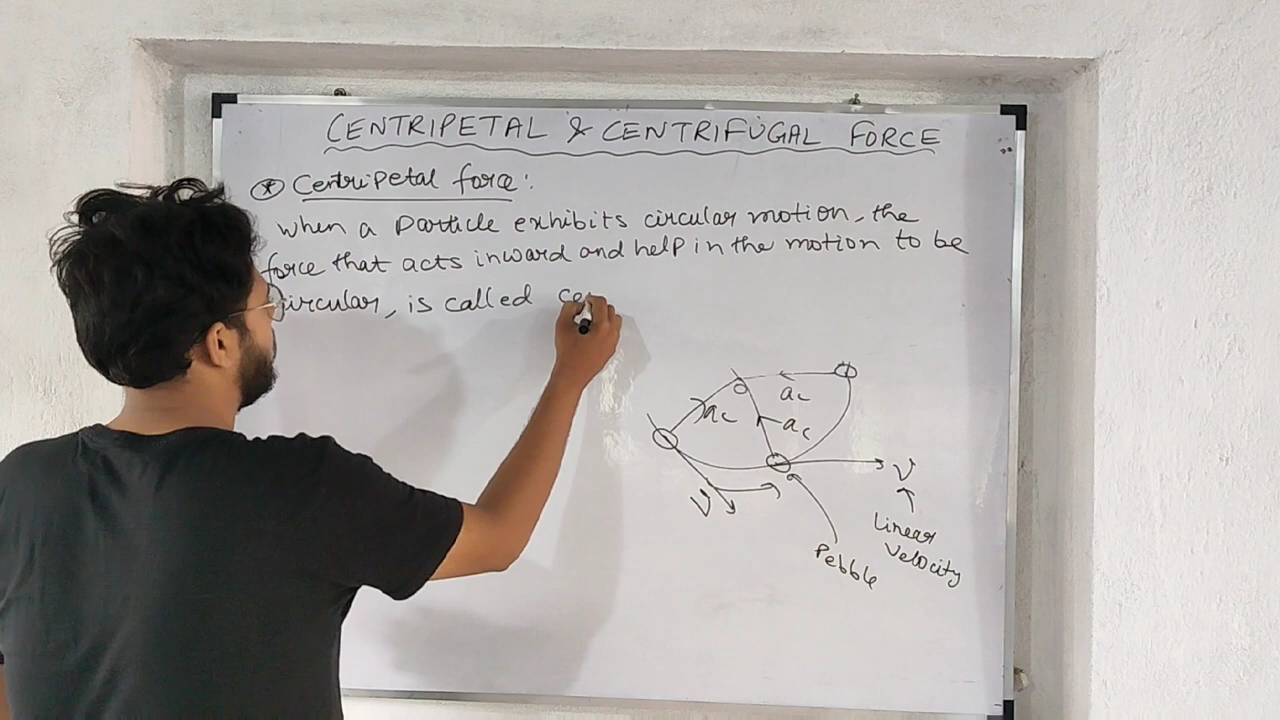 CENTRIPETAL & CENTRIFUGAL FORCE
* Centripetal force:
when a particle exhibits circular motion, the
force that acts inward and help in the motion to be
circular, is called ce
ac
ac
ac
V
V
Linear
Velocity
Pebble